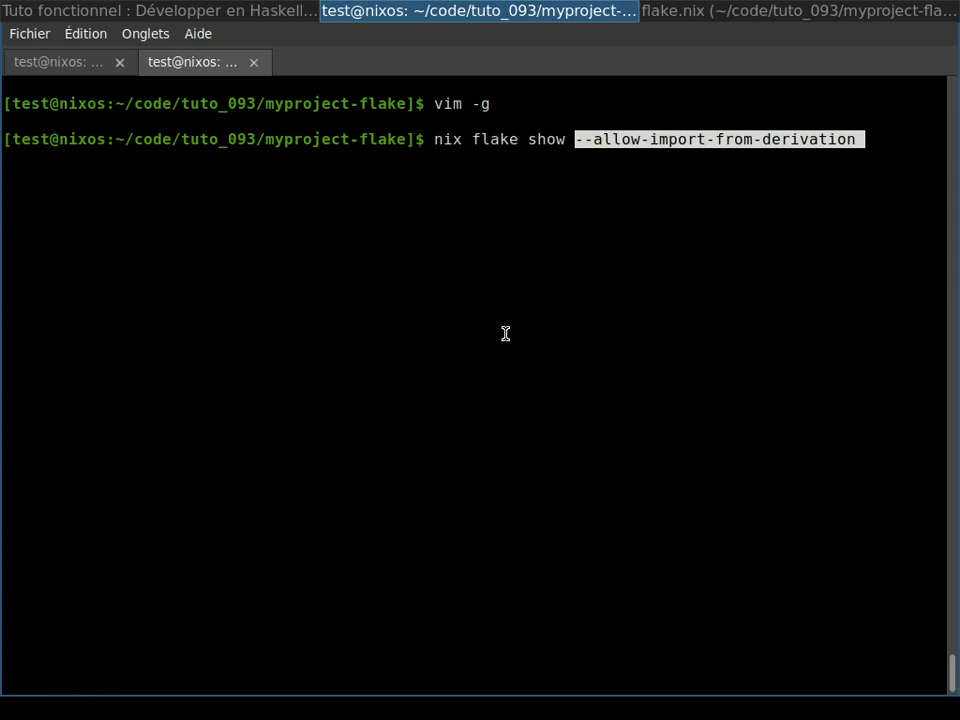 Tuto fonctionnel : Développer en Haskell... test@nixos: ~/code/tuto_093/myproject-... flake.nix (~/code/tuto_093/myproject-fla...
Fichier Édition Onglets Aide
test@nixos: ... test@nixos: ...
[test@nixos:~/code/tuto_093/myproject-flake]$ vim -g
[test@nixos:~/code/tuto_093/myproject-flake]$ nix flake show --allow-import-from-derivation